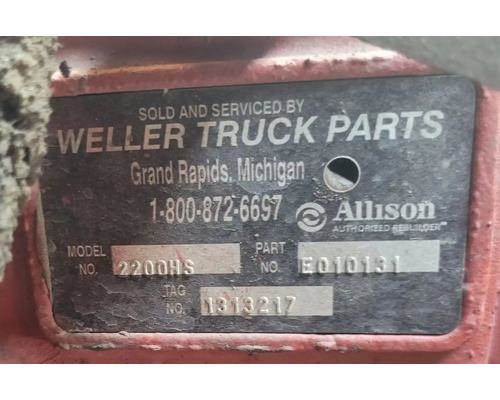 SOLD AND SERVICED BY
WELLER TRUCK PARTS
Grand Rapids, Michigan
1-800-872-6697
Allison
AUTHORIZED REBUILDER
MODEL NO. 2200HS
PART NO. E010131
TAG NO. 1313217